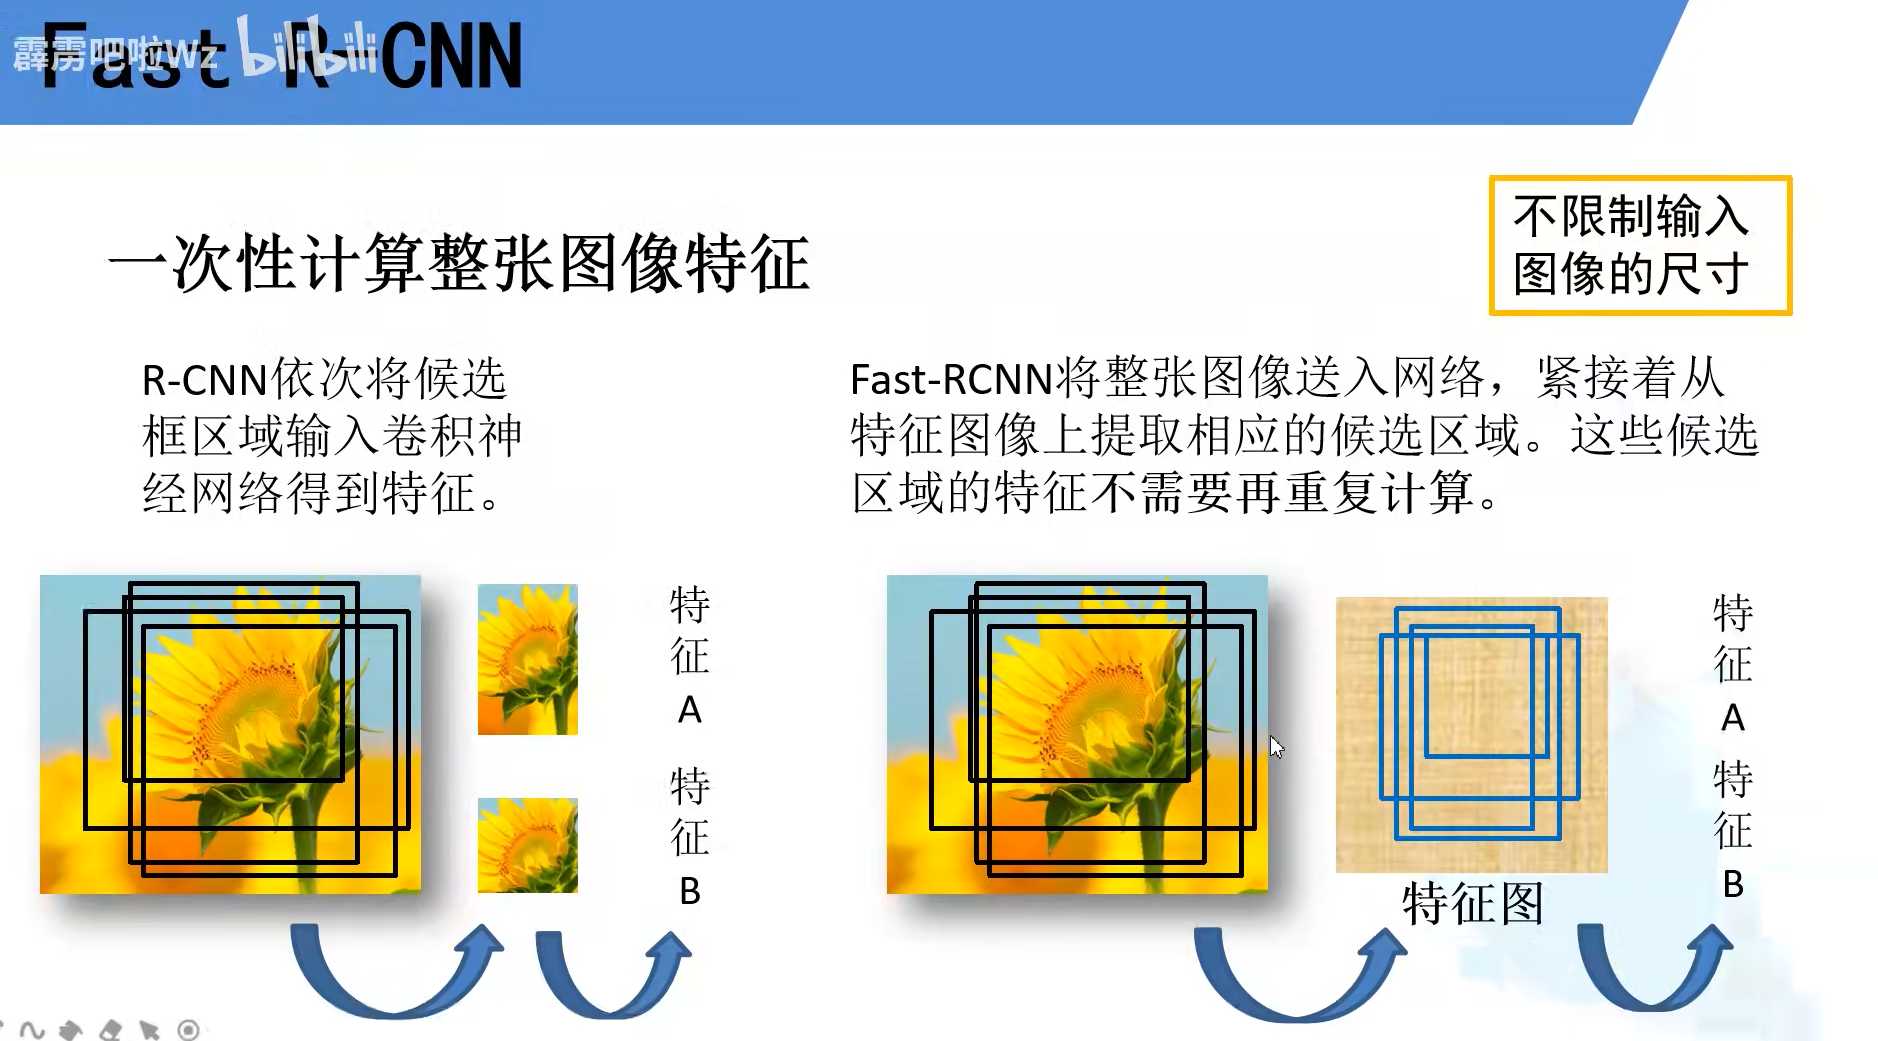 Fast R-CNN
霹雳吧啦Wz bilibili
不限制输入
图像的尺寸
一次性计算整张图像特征
R-CNN依次将候选
框区域输入卷积神
经网络得到特征。
Fast-RCNN将整张图像送入网络，紧接着从
特征图像上提取相应的候选区域。这些候选
区域的特征不需要再重复计算。
特
征
A
特
征
B
特
征
A
特
征
B
特征图